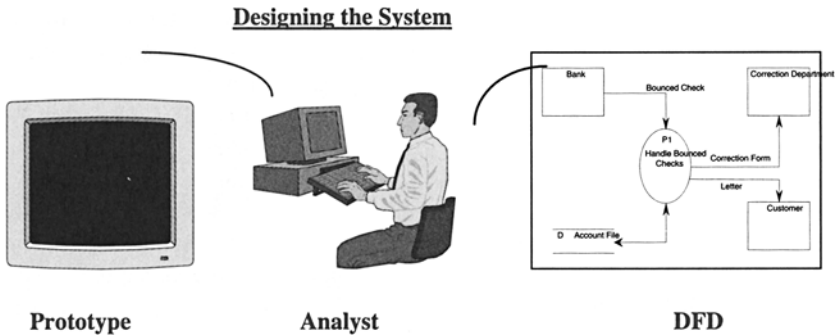 Designing the System
Bank
Correction Department
Bounced Check
P1
Handle Bounced
Checks
Correction Form
Letter
Customer
D Account File
Prototype
Analyst
DFD